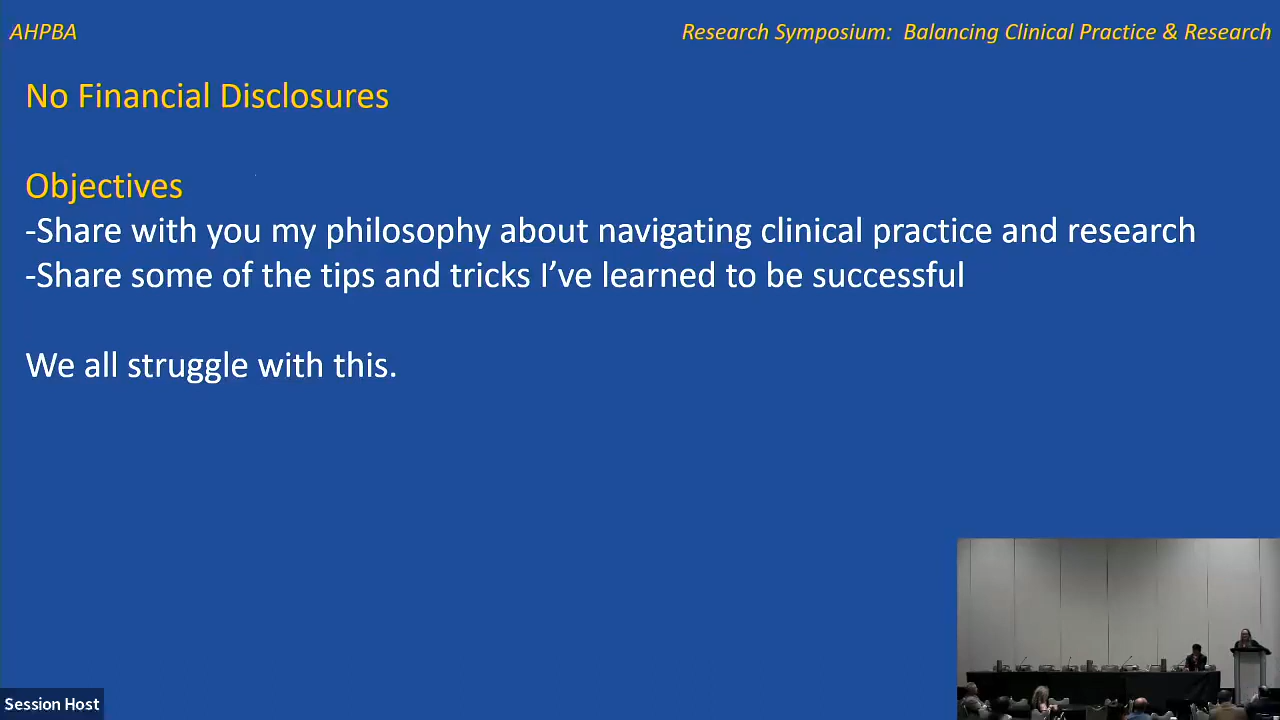 AHPBA
Research Symposium:  Balancing Clinical Practice & Research
No Financial Disclosures
Objectives
-Share with you my philosophy about navigating clinical practice and research
-Share some of the tips and tricks I’ve learned to be successful
We all struggle with this.
Session Host